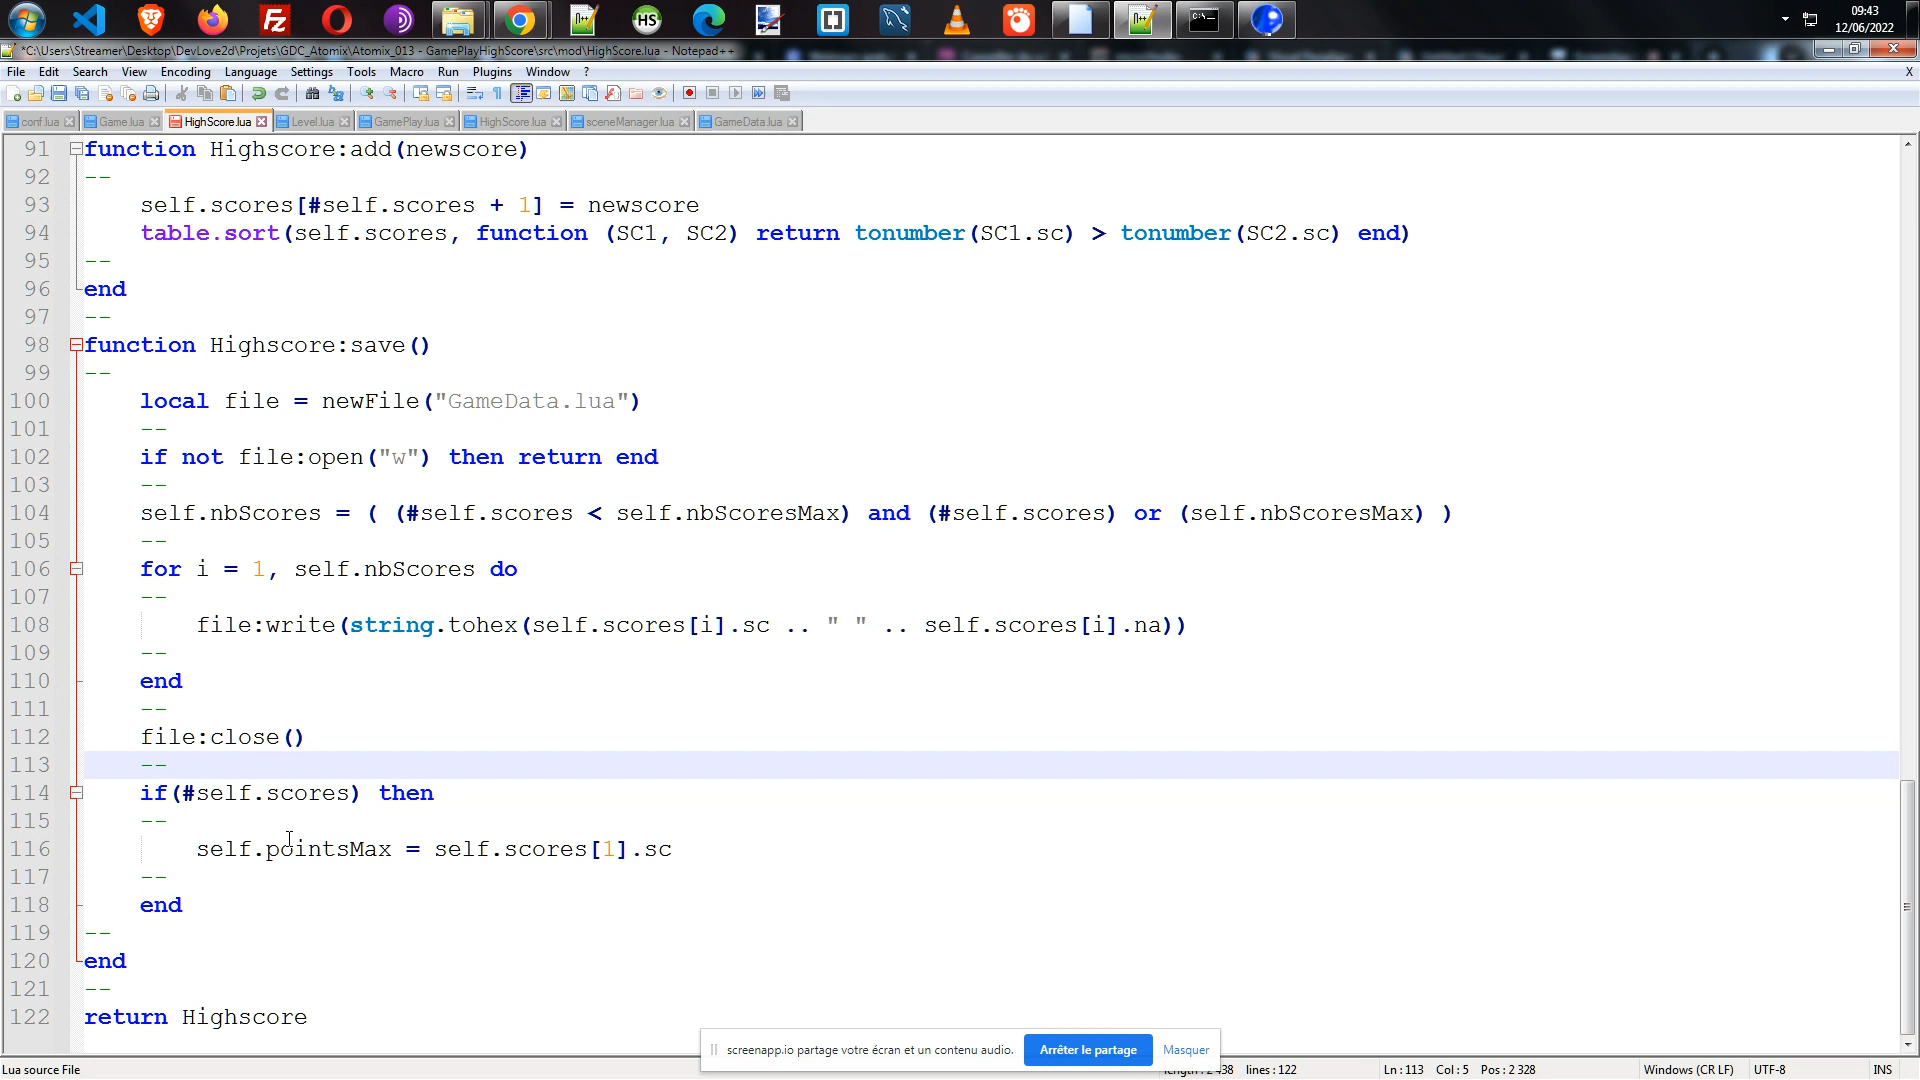 09:43
12/06/2022
*C:\Users\Streamer\Desktop\DevLove2d\Projets\GDC_Atomix\Atomix_013 - GamePlayHighScore\src\mod\HighScore.lua - Notepad++
File Edit Search View Encoding Language Settings Tools Macro Run Plugins Window ? X
conf.lua Game.lua HighScore.lua Level.lua GamePlay.lua HighScore.lua sceneManager.lua GameData.lua
91 function Highscore:add(newscore)
92 --
93 self.scores[#self.scores + 1] = newscore
94 table.sort(self.scores, function (SC1, SC2) return tonumber(SC1.sc) > tonumber(SC2.sc) end)
95 --
96 end
97 --
98 function Highscore:save()
99 --
100 local file = newFile("GameData.lua")
101 --
102 if not file:open("w") then return end
103 --
104 self.nbScores = ( (#self.scores < self.nbScoresMax) and (#self.scores) or (self.nbScoresMax) )
105 --
106 for i = 1, self.nbScores do
107 --
108 file:write(string.tohex(self.scores[i].sc .. " " .. self.scores[i].na))
109 --
110 end
111 --
112 file:close()
113 --
114 if(#self.scores) then
115 --
116 self.pointsMax = self.scores[1].sc
117 --
118 end
119 --
120 end
121 --
122 return Highscore
screenapp.io partage votre écran et un contenu audio. Arrêter le partage Masquer
Lua source File lines : 122 Ln : 113 Col : 5 Pos : 2 328 Windows (CR LF) UTF-8 INS